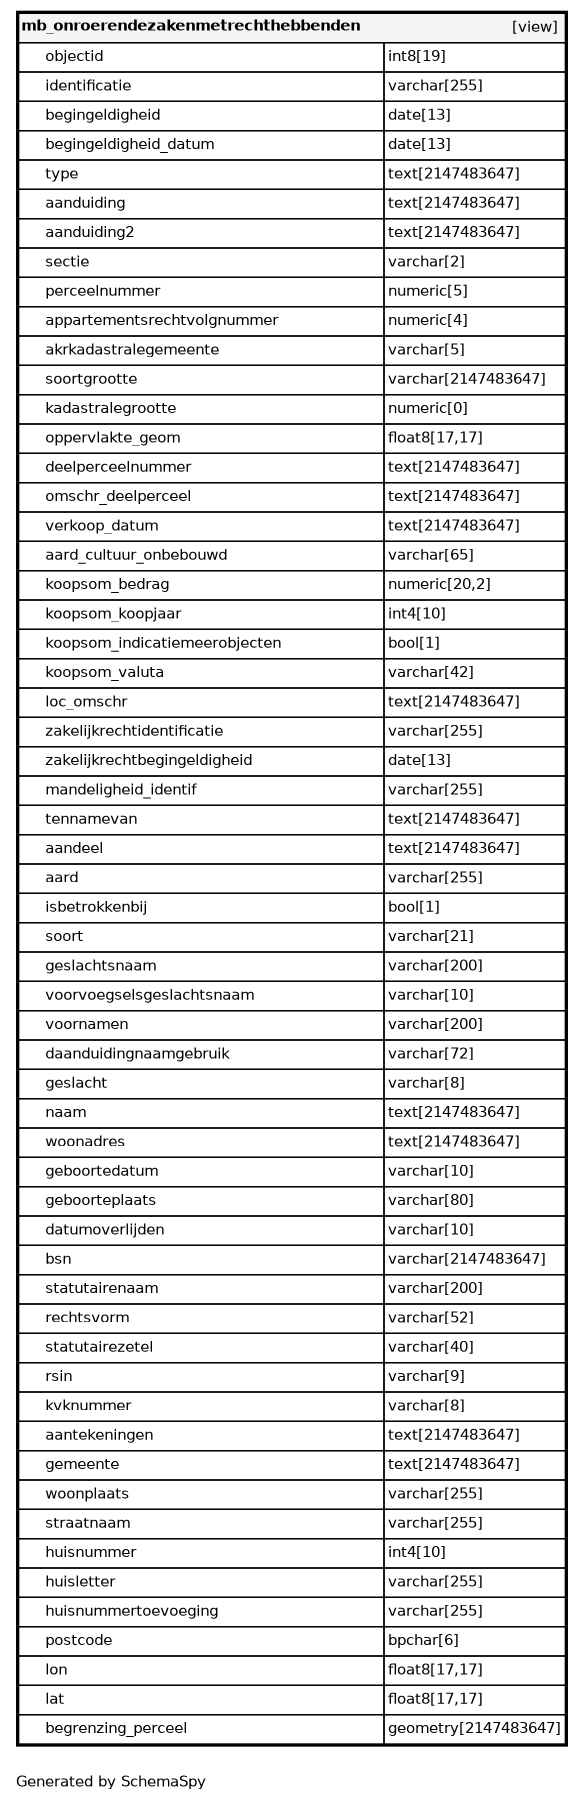 mb_onroerendezakenmetrechthebbenden [view]
objectid int8[19]
identificatie varchar[255]
begingeldigheid date[13]
begingeldigheid_datum date[13]
type text[2147483647]
aanduiding text[2147483647]
aanduiding2 text[2147483647]
sectie varchar[2]
perceelnummer numeric[5]
appartementsrechtvolgnummer numeric[4]
akrkadastralegemeente varchar[5]
soortgrootte varchar[2147483647]
kadastralegrootte numeric[0]
oppervlakte_geom float8[17,17]
deelperceelnummer text[2147483647]
omschr_deelperceel text[2147483647]
verkoop_datum text[2147483647]
aard_cultuur_onbebouwd varchar[65]
koopsom_bedrag numeric[20,2]
koopsom_koopjaar int4[10]
koopsom_indicatiemeerobjecten bool[1]
koopsom_valuta varchar[42]
loc_omschr text[2147483647]
zakelijkrechtidentificatie varchar[255]
zakelijkrechtbegingeldigheid date[13]
mandeligheid_identif varchar[255]
tennamevan text[2147483647]
aandeel text[2147483647]
aard varchar[255]
isbetrokkenbij bool[1]
soort varchar[21]
geslachtsnaam varchar[200]
voorvoegselsgeslachtsnaam varchar[10]
voornamen varchar[200]
daanduidingnaamgebruik varchar[72]
geslacht varchar[8]
naam text[2147483647]
woonadres text[2147483647]
geboortedatum varchar[10]
geboorteplaats varchar[80]
datumoverlijden varchar[10]
bsn varchar[2147483647]
statutairenaam varchar[200]
rechtsvorm varchar[52]
statutairezetel varchar[40]
rsin varchar[9]
kvknummer varchar[8]
aantekeningen text[2147483647]
gemeente text[2147483647]
woonplaats varchar[255]
straatnaam varchar[255]
huisnummer int4[10]
huisletter varchar[255]
huisnummertoevoeging varchar[255]
postcode bpchar[6]
lon float8[17,17]
lat float8[17,17]
begrenzing_perceel geometry[2147483647]
Generated by SchemaSpy